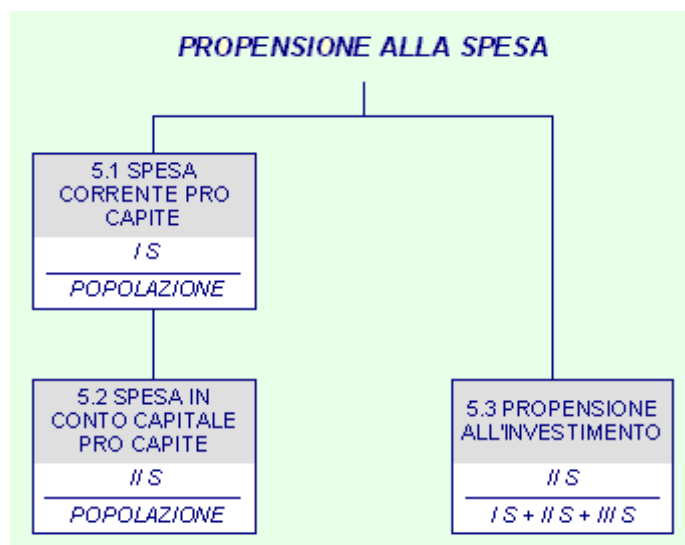 PROPENSIONE ALLA SPESA
5.1 SPESA
CORRENTE PRO
CAPITE
I S
POPOLAZIONE
5.2 SPESA IN
CONTO CAPITALE
PRO CAPITE
II S
POPOLAZIONE
5.3 PROPENSIONE
ALL'INVESTIMENTO
II S
I S + II S + III S